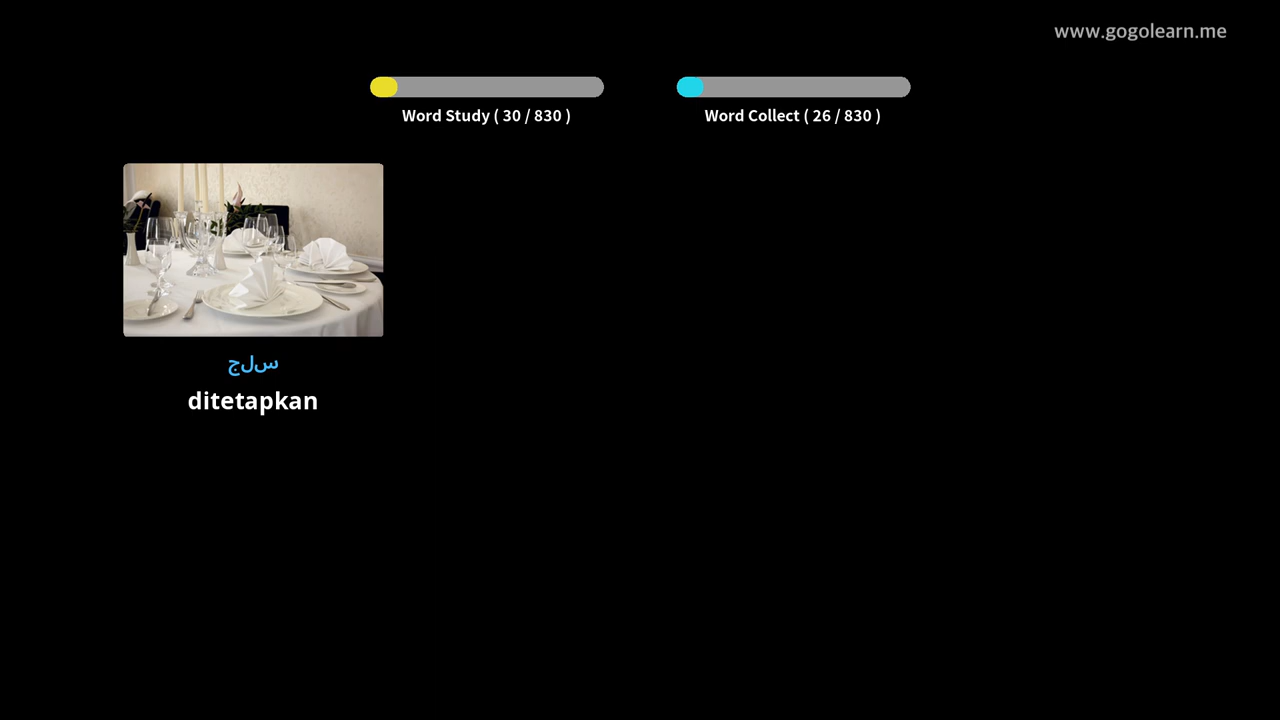 www.gogolearn.me
Word Study ( 30 / 830 )
Word Collect ( 26 / 830 )
سلج
ditetapkan